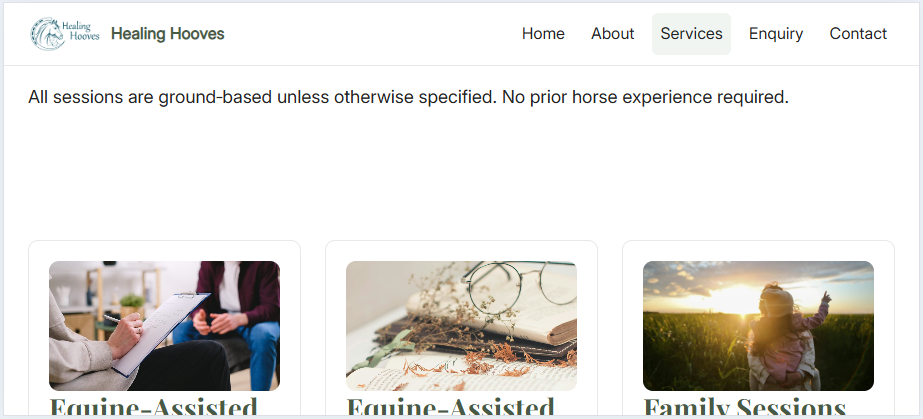 Healing
Hooves
Healing Hooves
Home
About
Services
Enquiry
Contact
All sessions are ground-based unless otherwise specified. No prior horse experience required.
Equine-Assisted
Equine-Assisted
Family Sessions